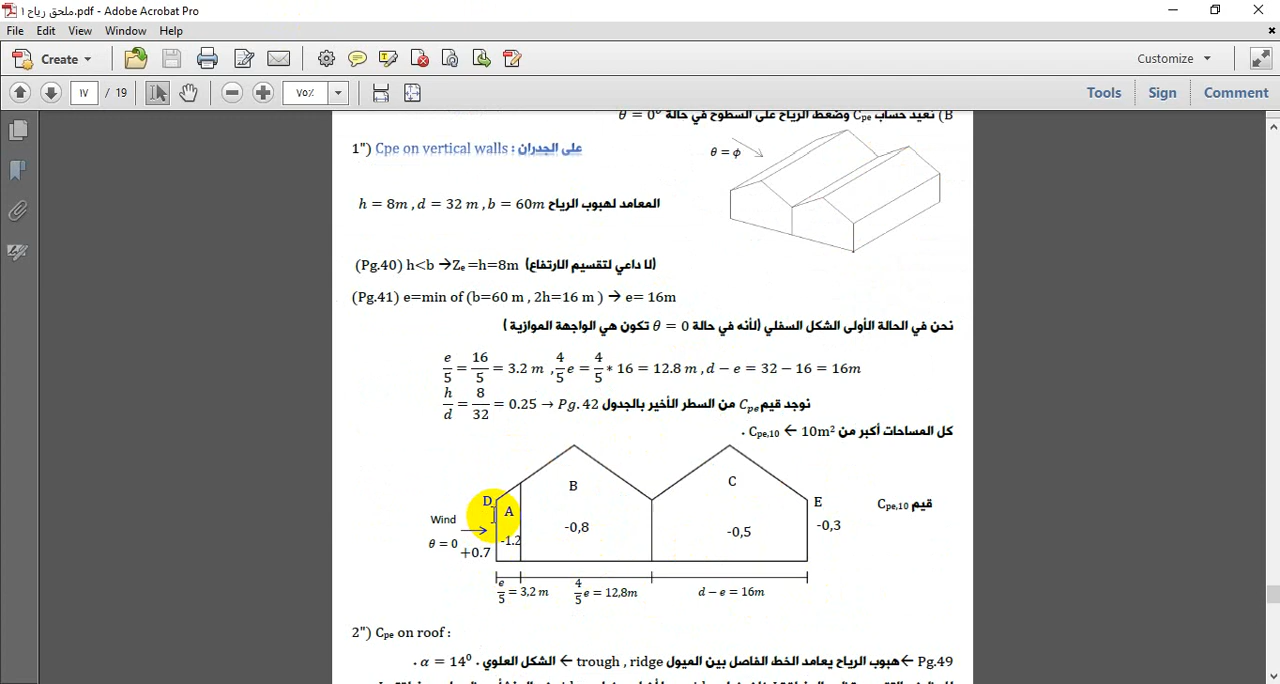 ملحق رياح ١.pdf - Adobe Acrobat Pro
File Edit View Window Help
Create Customize
١٧ / 19 ٧٥٪ Tools Sign Comment
B) نعيد حساب Cpe وضغط الرياح على السطوح في حالة θ = 0⁰
1") Cpe on vertical walls : على الجدران
θ = ϕ
h = 8m , d = 32 m , b = 60m المعامد لهبوب الرياح
(Pg.40) h<b →Ze =h=8m (لا داعي لتقسيم الارتفاع)
(Pg.41) e=min of (b=60 m , 2h=16 m ) → e= 16m
نحن في الحالة الأولى الشكل السفلي (لأنه في حالة θ = 0 تكون هي الواجهة الموازية )
e/5 = 16/5 = 3.2 m , 4/5 e = 4/5 * 16 = 12.8 m , d − e = 32 − 16 = 16m
h/d = 8/32 = 0.25 → Pg. 42 نوجد قيم Cpe من السطر الأخير بالجدول
كل المساحات أكبر من 10m² ← Cpe,10 .
D A B C E
قيم Cpe,10
Wind
θ = 0
+0.7 -1.2 -0,8 -0,5 -0,3
e/5 = 3,2 m 4/5 e = 12,8m d − e = 16m
2") Cpe on roof :
Pg.49← هبوب الرياح يعامد الخط الفاصل بين الميول trough , ridge ← الشكل العلوي . α = 14⁰ .